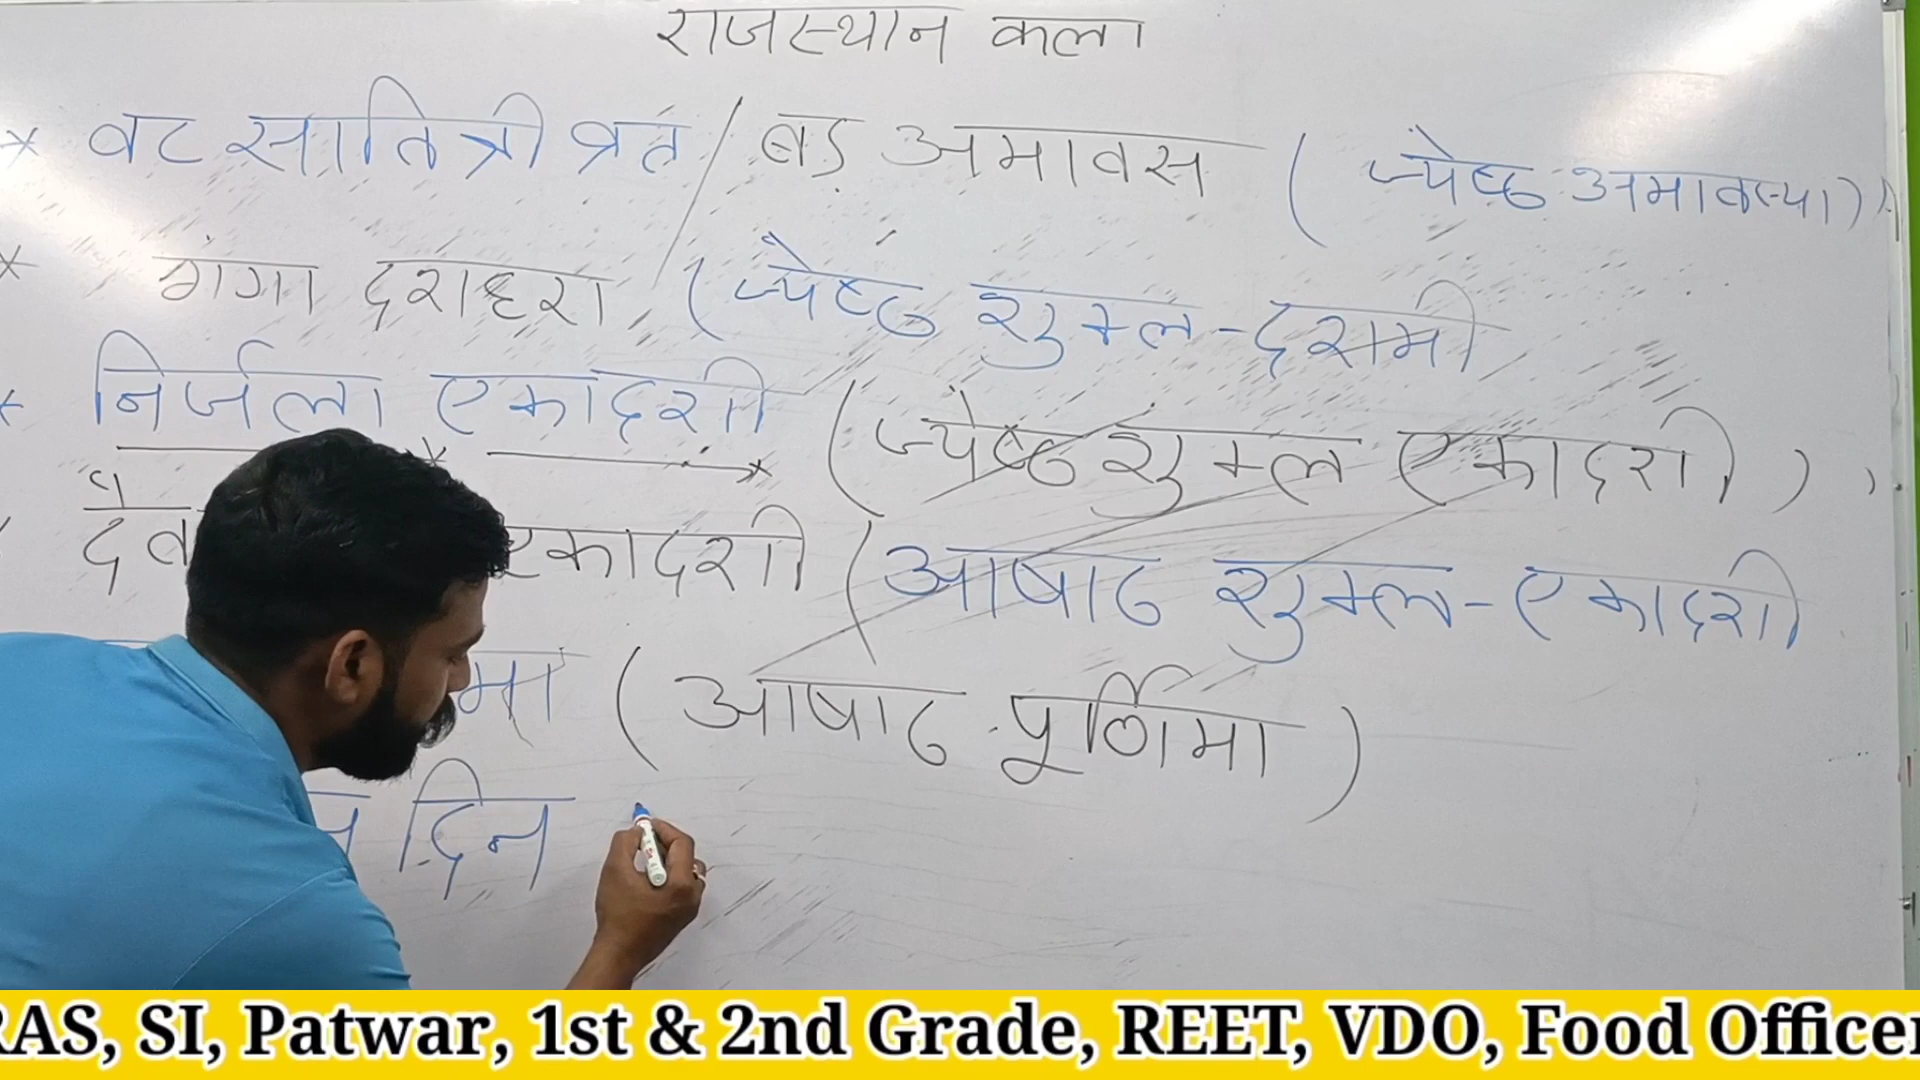 राजस्थान कला
* वट सातित्री व्रत / बड़ अमावस ( ज्येष्ठ अमावस्या )
* गंगा दशहरा ( ज्येष्ठ शुक्ल - दशमी
* निर्जला एकादशी ( ज्येष्ठ शुक्ल एकादशी )
एकादशी ( आषाढ शुक्ल - एकादशी
मा ( आषाढ पूर्णिमा )
दिन
RAS, SI, Patwar, 1st & 2nd Grade, REET, VDO, Food Officer